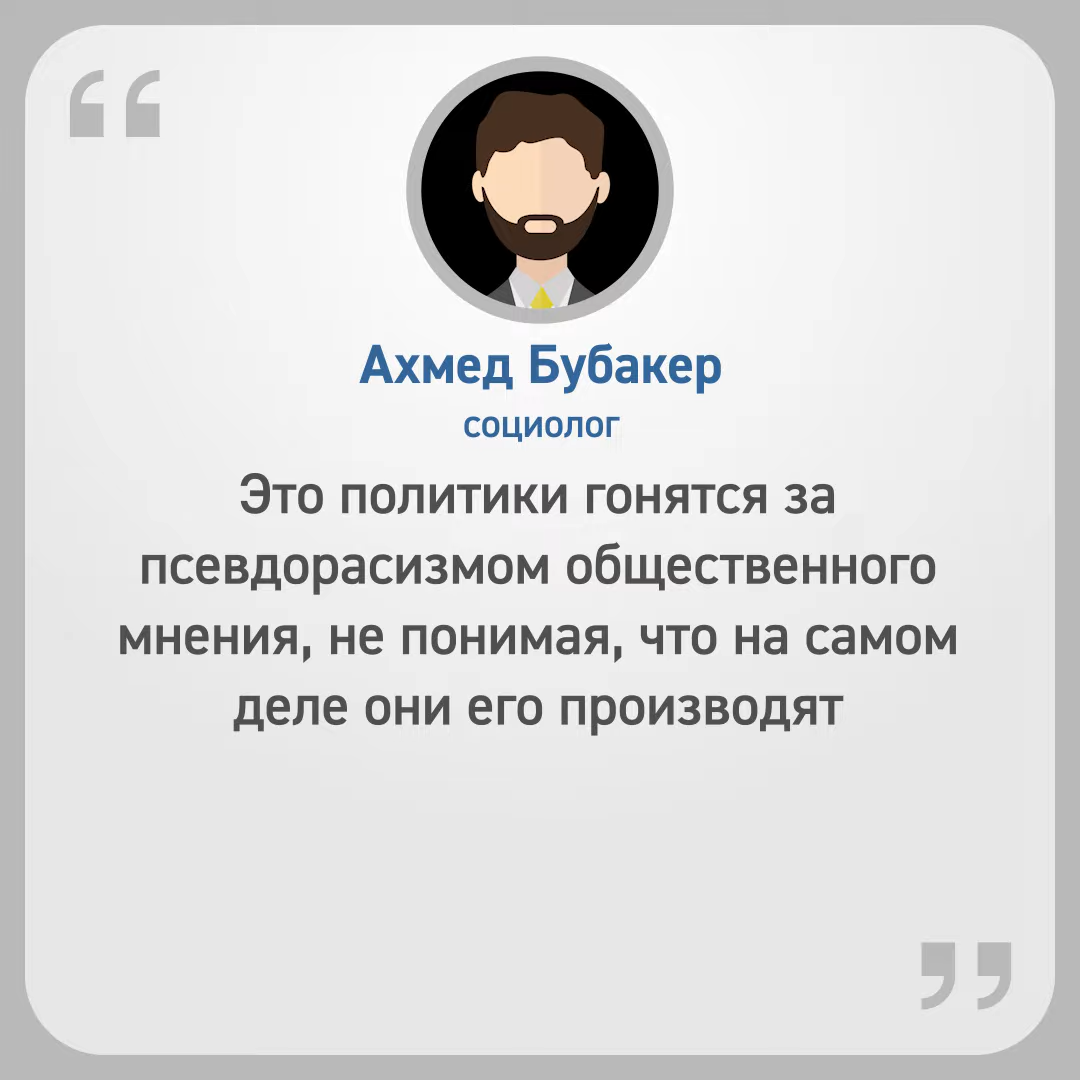 Ахмед Бубакер
социолог
Это политики гонятся за
псевдорасизмом общественного
мнения, не понимая, что на самом
деле они его производят